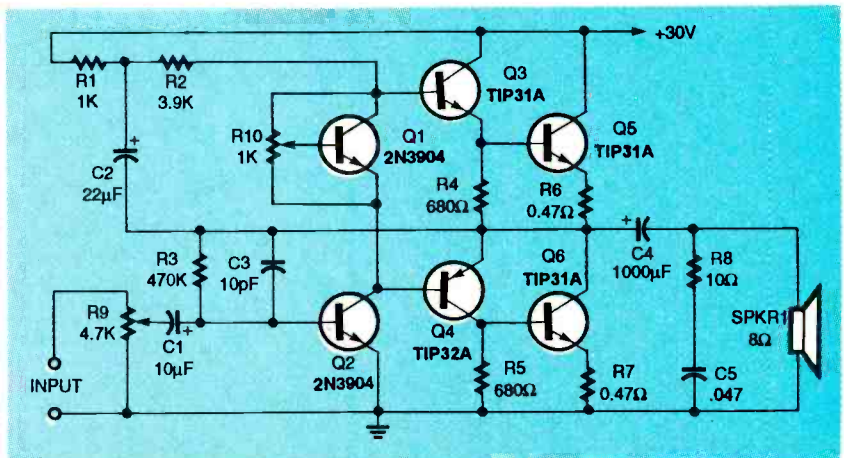 +30V
R1
1K
R2
3.9K
Q3
TIP31A
R10
1K
Q1
2N3904
Q5
TIP31A
C2
22µF
R4
680Ω
R6
0.47Ω
R3
470K
C3
10pF
Q6
TIP31A
C4
1000µF
R8
10Ω
R9
4.7K
C1
10µF
Q2
2N3904
Q4
TIP32A
SPKR1
8Ω
INPUT
R5
680Ω
R7
0.47Ω
C5
.047